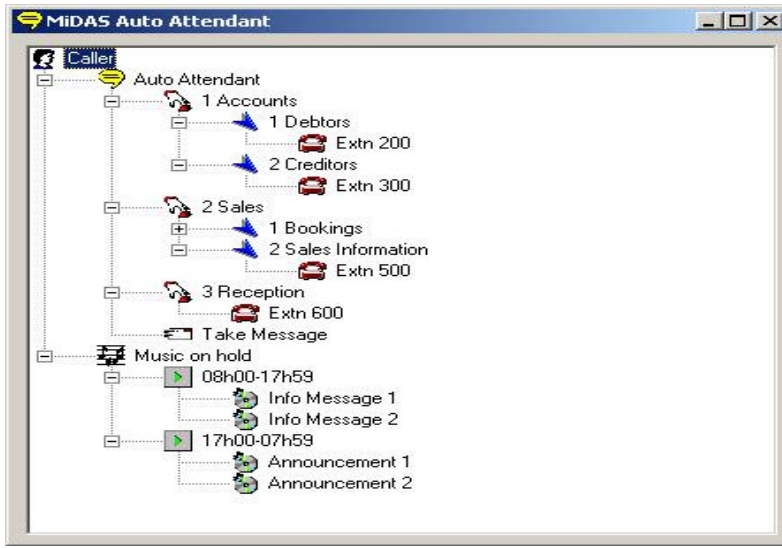 MiDAS Auto Attendant
Caller
Auto Attendant
1 Accounts
1 Debtors
Extn 200
2 Creditors
Extn 300
2 Sales
1 Bookings
2 Sales Information
Extn 500
3 Reception
Extn 600
Take Message
Music on hold
08h00-17h59
Info Message 1
Info Message 2
17h00-07h59
Announcement 1
Announcement 2